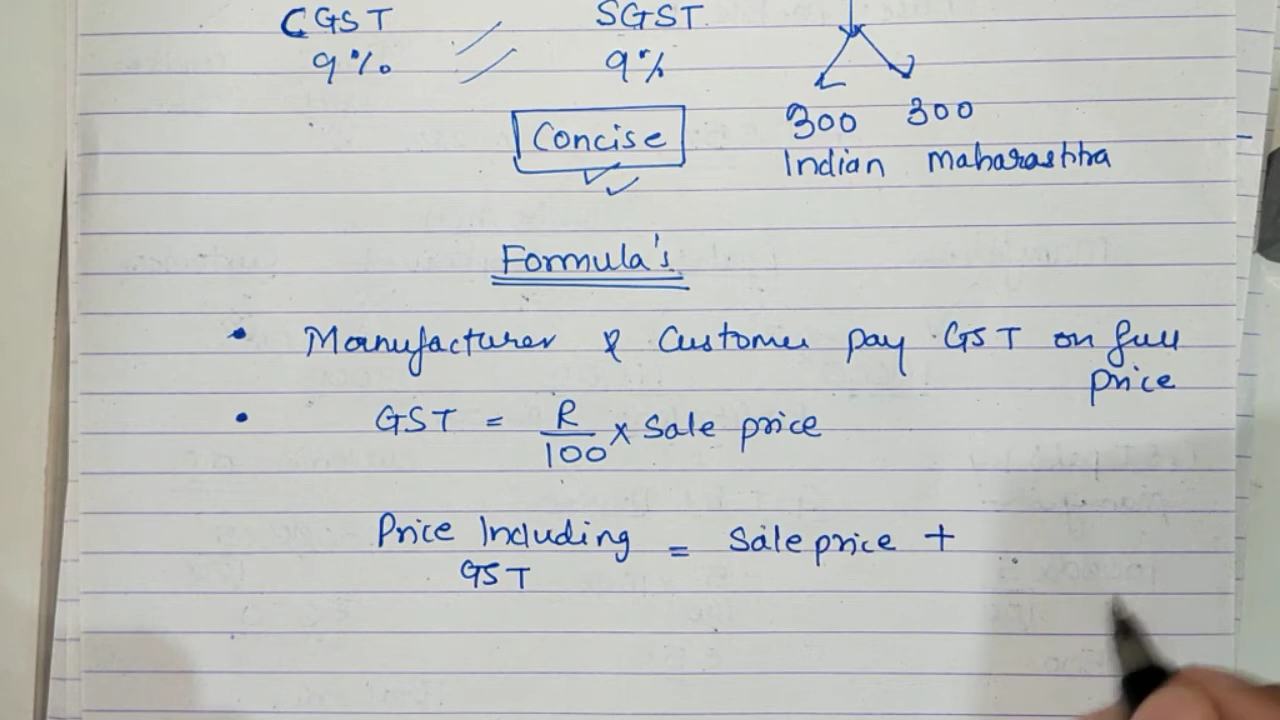 CGST SGST
9% 9%
300 300
Concise
Indian Maharashtra
Formula's
• Manufacturer & Customer pay GST on full
price
• GST = R/100 × Sale price
Price Including = Sale price +
GST